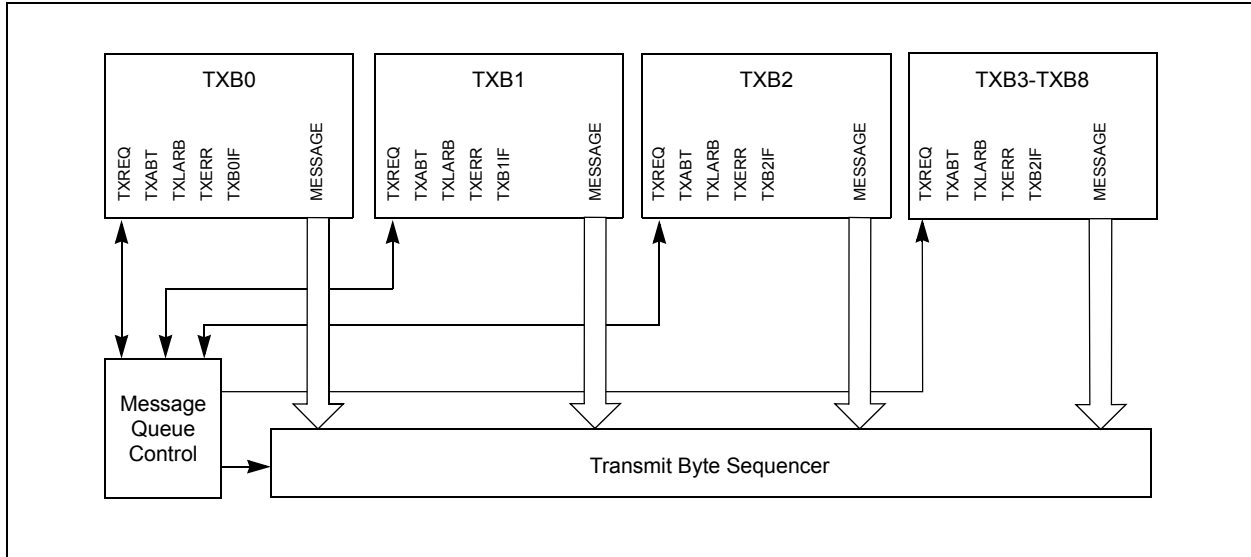 TXB0
TXREQ
TXABT
TXLARB
TXERR
TXB0IF
MESSAGE
TXB1
TXREQ
TXABT
TXLARB
TXERR
TXB1IF
MESSAGE
TXB2
TXREQ
TXABT
TXLARB
TXERR
TXB2IF
MESSAGE
TXB3-TXB8
TXREQ
TXABT
TXLARB
TXERR
TXB2IF
MESSAGE
Message
Queue
Control
Transmit Byte Sequencer